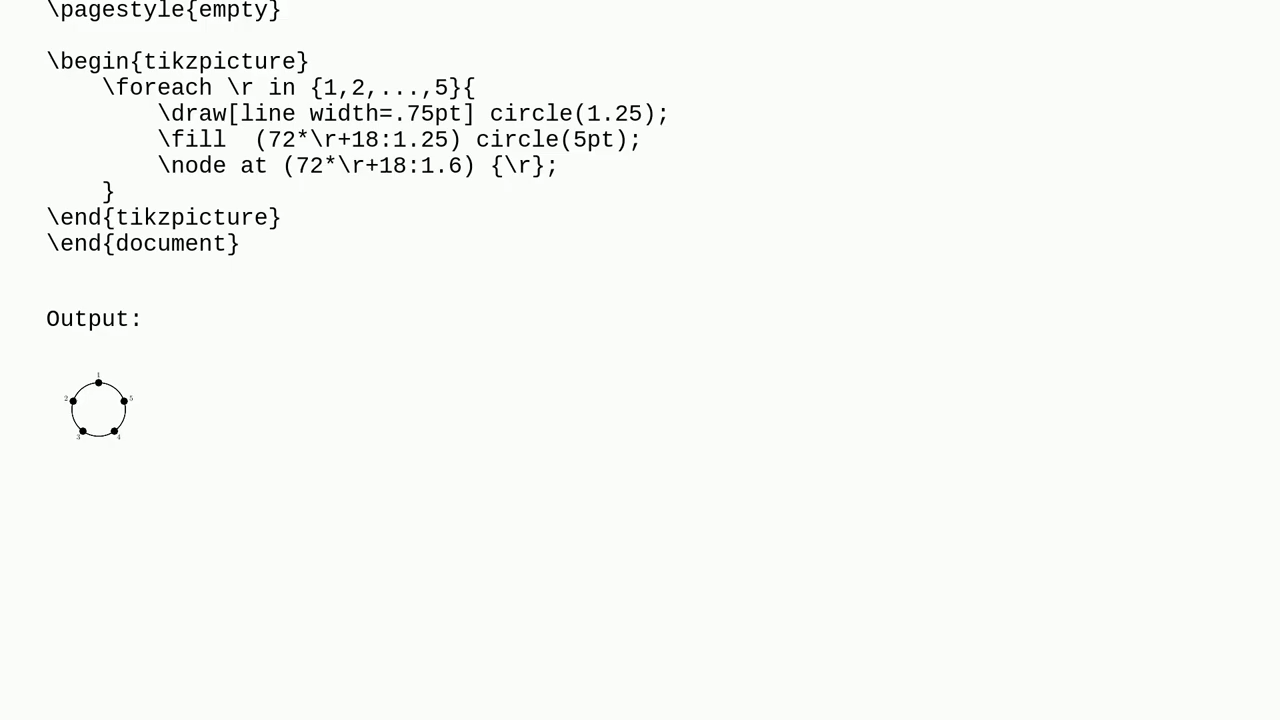 \pagestyle{empty}
\begin{tikzpicture}
    \foreach \r in {1,2,...,5}{
        \draw[line width=.75pt] circle(1.25);
        \fill  (72*\r+18:1.25) circle(5pt);
        \node at (72*\r+18:1.6) {\r};
    }
\end{tikzpicture}
\end{document}
Output:
1
2 5
3 4